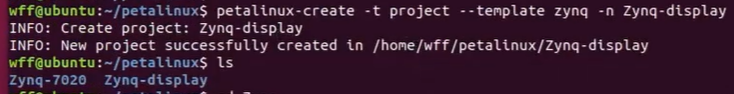 wff@ubuntu:~/petalinux$ petalinux-create -t project --template zynq -n Zynq-display
INFO: Create project: Zynq-display
INFO: New project successfully created in /home/wff/petalinux/Zynq-display
wff@ubuntu:~/petalinux$ ls
Zynq-7020  Zynq-display